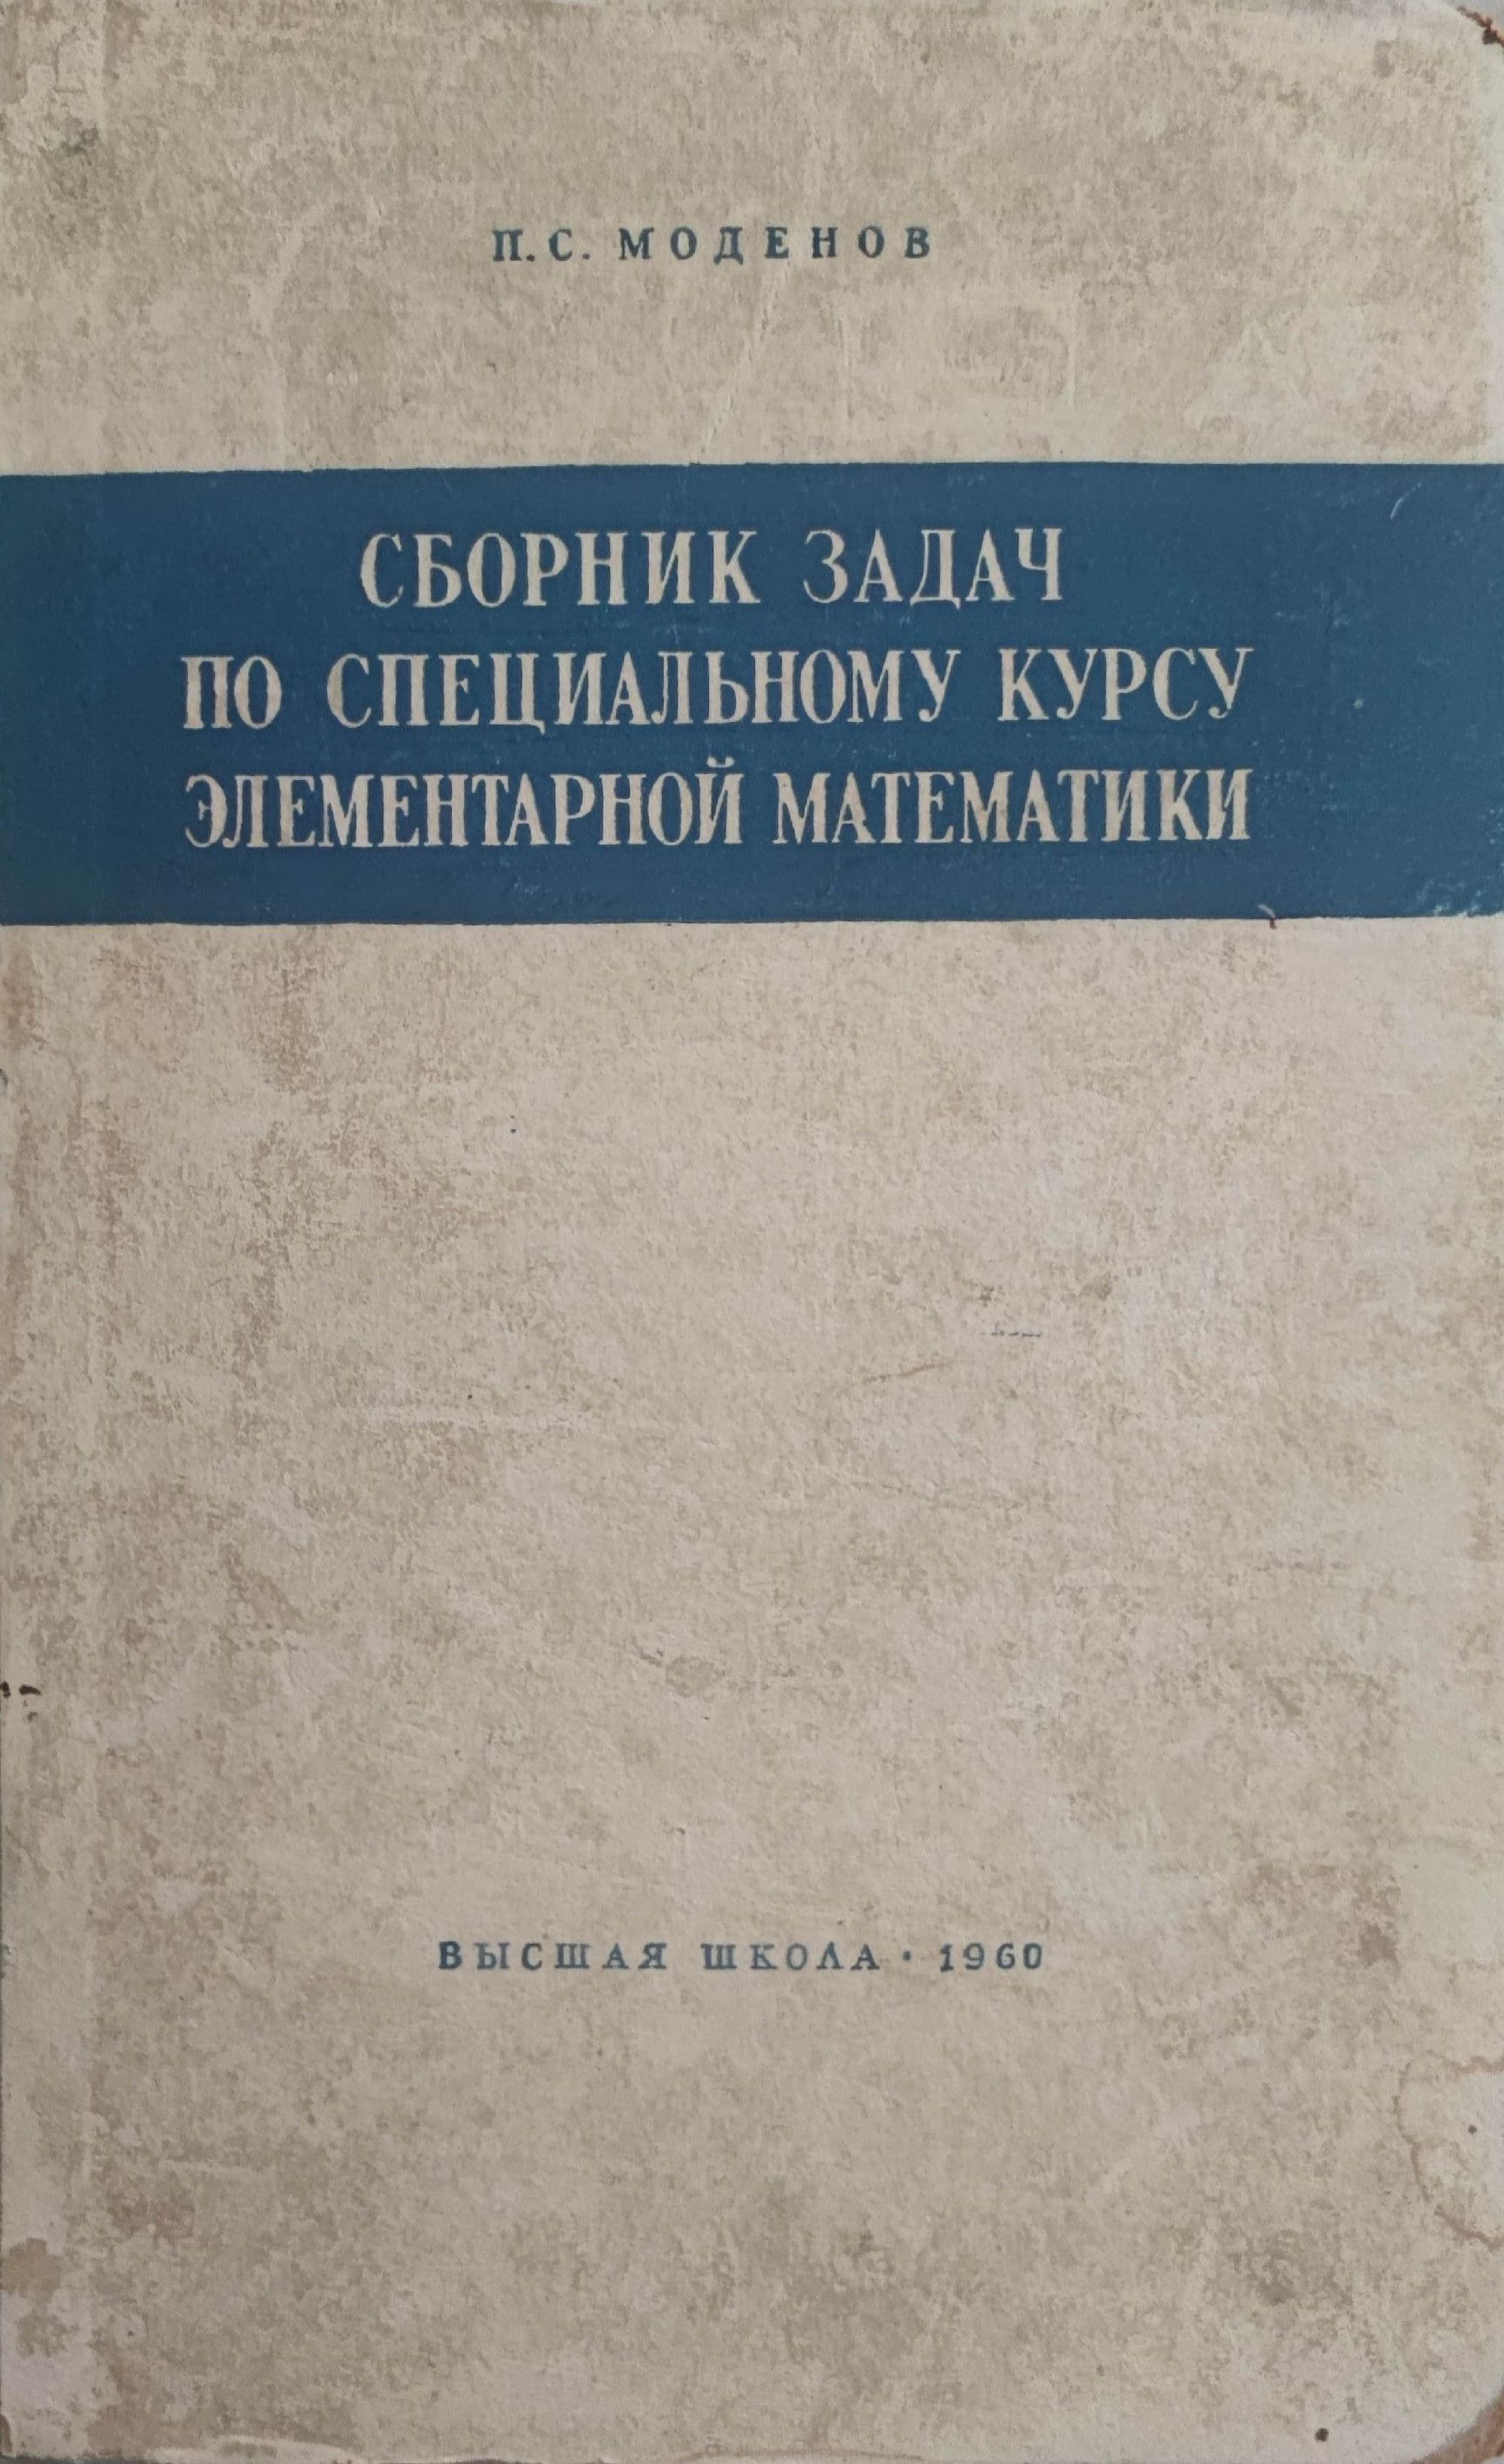 П. С. МОДЕНОВ
СБОРНИК ЗАДАЧ
ПО СПЕЦИАЛЬНОМУ КУРСУ
ЭЛЕМЕНТАРНОЙ МАТЕМАТИКИ
ВЫСШАЯ ШКОЛА · 1960